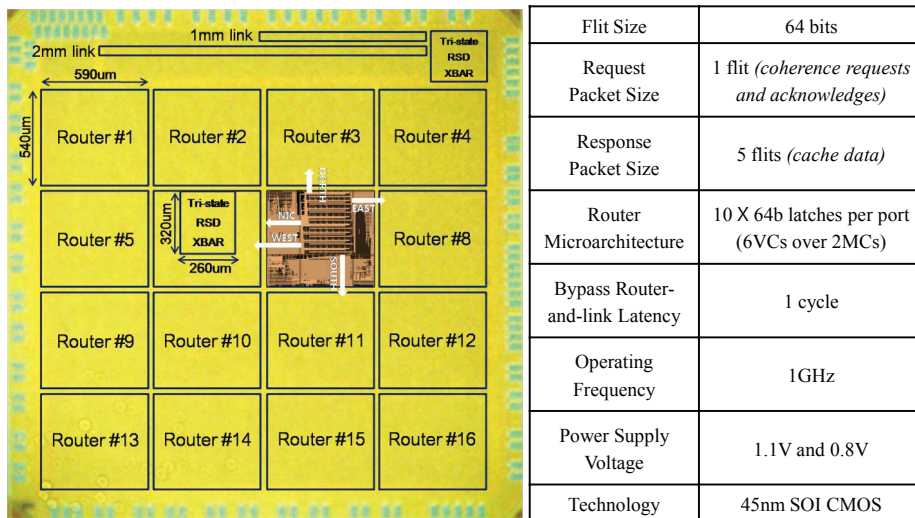 1mm link
2mm link
Tri-state
RSD
XBAR
590um
540um
Router #1
Router #2
Router #3
Router #4
Router #5
Tri-state
RSD
XBAR
320um
260um
NORTH
EAST
NIC
WEST
SOUTH
Router #8
Router #9
Router #10
Router #11
Router #12
Router #13
Router #14
Router #15
Router #16
Flit Size
64 bits
Request
Packet Size
1 flit (coherence requests
and acknowledges)
Response
Packet Size
5 flits (cache data)
Router
Microarchitecture
10 X 64b latches per port
(6VCs over 2MCs)
Bypass Router-
and-link Latency
1 cycle
Operating
Frequency
1GHz
Power Supply
Voltage
1.1V and 0.8V
Technology
45nm SOI CMOS